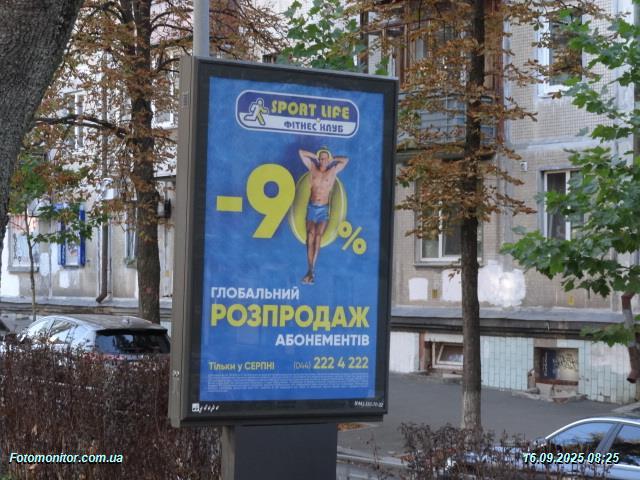 SPORT LIFE
ФІТНЕС КЛУБ
-90%
ГЛОБАЛЬНИЙ
РОЗПРОДАЖ
АБОНЕМЕНТІВ
Тільки у СЕРПНІ (044) 222 4 222
Fotomonitor.com.ua
16.09.2025 08:25